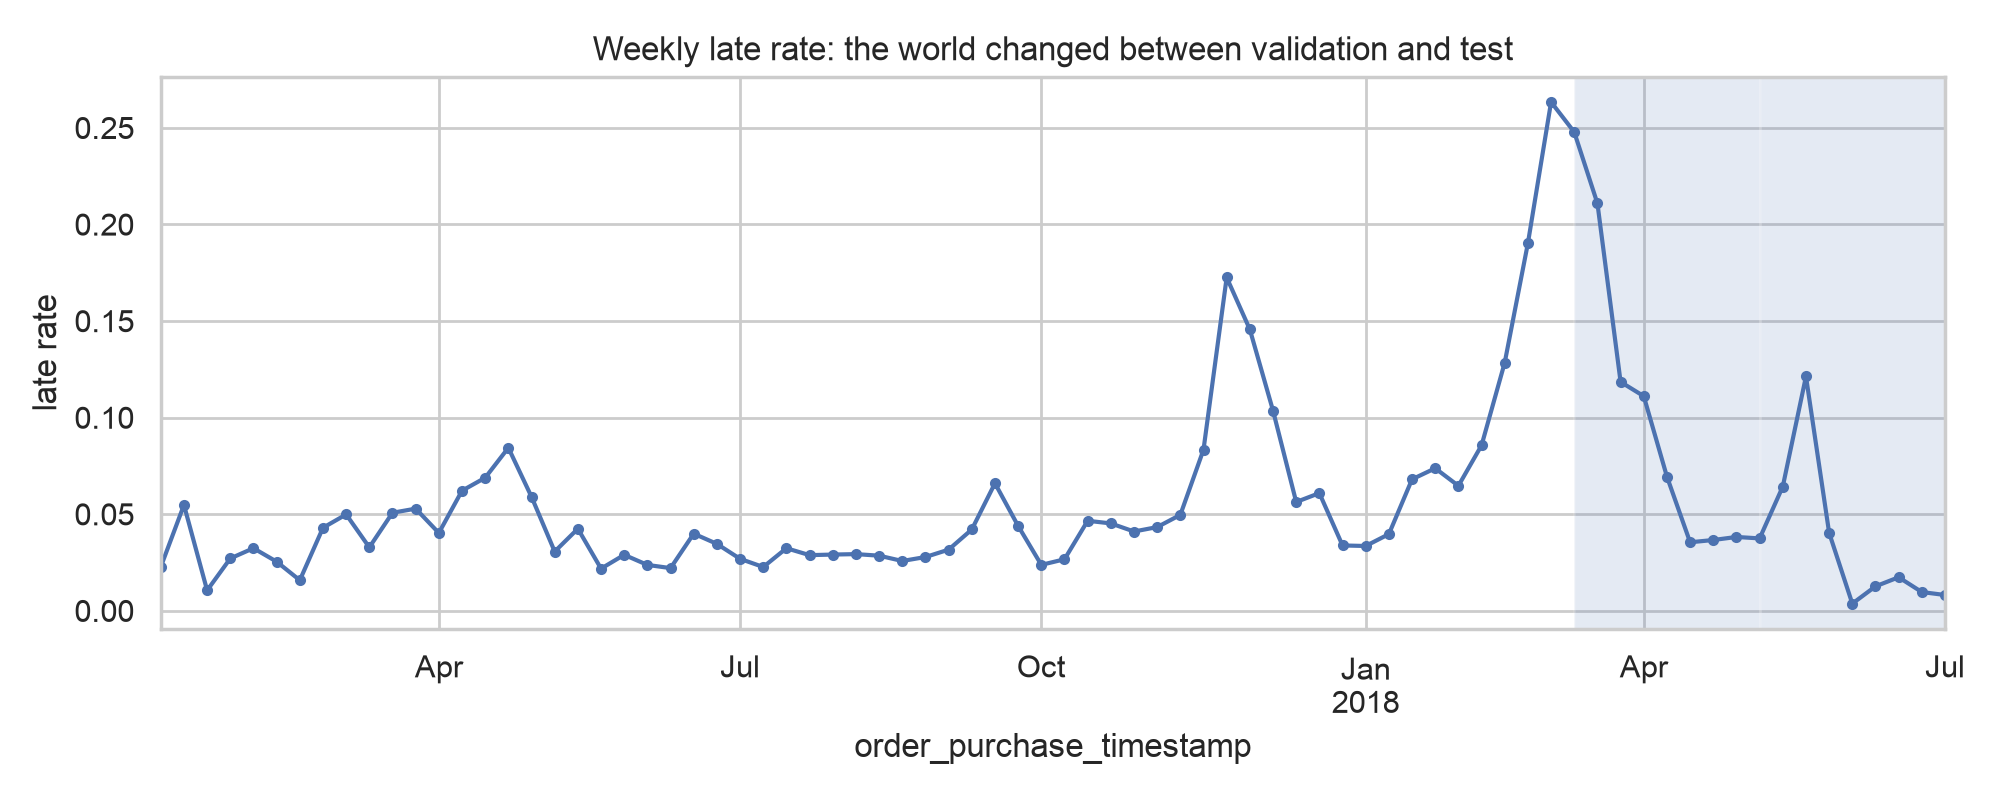 Weekly late rate: the world changed between validation and test
late rate
0.25
0.20
0.15
0.10
0.05
0.00
Apr Jul Oct Jan Apr Jul
2018
order_purchase_timestamp